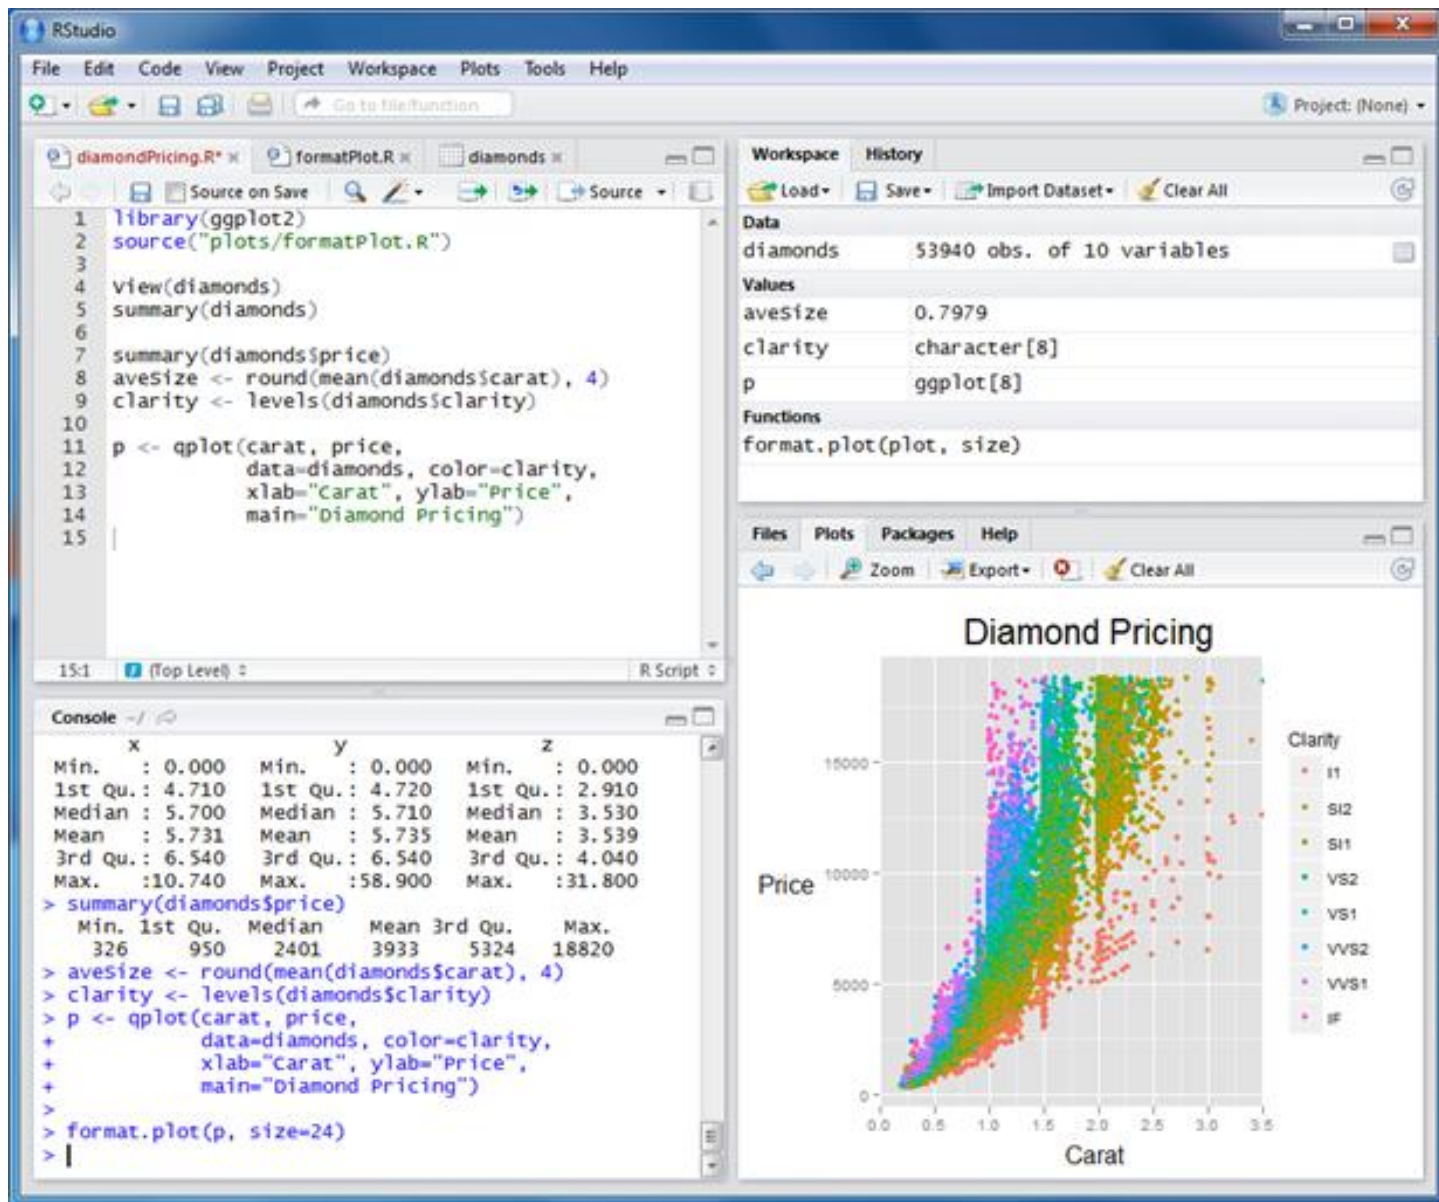 RStudio
File Edit Code View Project Workspace Plots Tools Help
Go to file/function
Project: (None)
diamondPricing.R* formatPlot.R diamonds
Source on Save Source
1 library(ggplot2)
2 source("plots/formatPlot.R")
3
4 view(diamonds)
5 summary(diamonds)
6
7 summary(diamonds$price)
8 aveSize <- round(mean(diamonds$carat), 4)
9 clarity <- levels(diamonds$clarity)
10
11 p <- qplot(carat, price,
12 data=diamonds, color=clarity,
13 xlab="Carat", ylab="Price",
14 main="Diamond Pricing")
15
15:1 (Top Level) R Script
Console ~/
x y z
Min. : 0.000 Min. : 0.000 Min. : 0.000
1st Qu.: 4.710 1st Qu.: 4.720 1st Qu.: 2.910
Median : 5.700 Median : 5.710 Median : 3.530
Mean : 5.731 Mean : 5.735 Mean : 3.539
3rd Qu.: 6.540 3rd Qu.: 6.540 3rd Qu.: 4.040
Max. :10.740 Max. :58.900 Max. :31.800
> summary(diamonds$price)
Min. 1st Qu. Median Mean 3rd Qu. Max.
326 950 2401 3933 5324 18820
> aveSize <- round(mean(diamonds$carat), 4)
> clarity <- levels(diamonds$clarity)
> p <- qplot(carat, price,
+ data=diamonds, color=clarity,
+ xlab="Carat", ylab="Price",
+ main="Diamond Pricing")
>
> format.plot(p, size=24)
>
Workspace History
Load Save Import Dataset Clear All
Data
diamonds 53940 obs. of 10 variables
Values
aveSize 0.7979
clarity character[8]
p ggplot[8]
Functions
format.plot(plot, size)
Files Plots Packages Help
Zoom Export Clear All
Diamond Pricing
Price
15000
10000
5000
0
0.0 0.5 1.0 1.5 2.0 2.5 3.0 3.5
Carat
Clarity
I1
SI2
SI1
VS2
VS1
VVS2
VVS1
IF